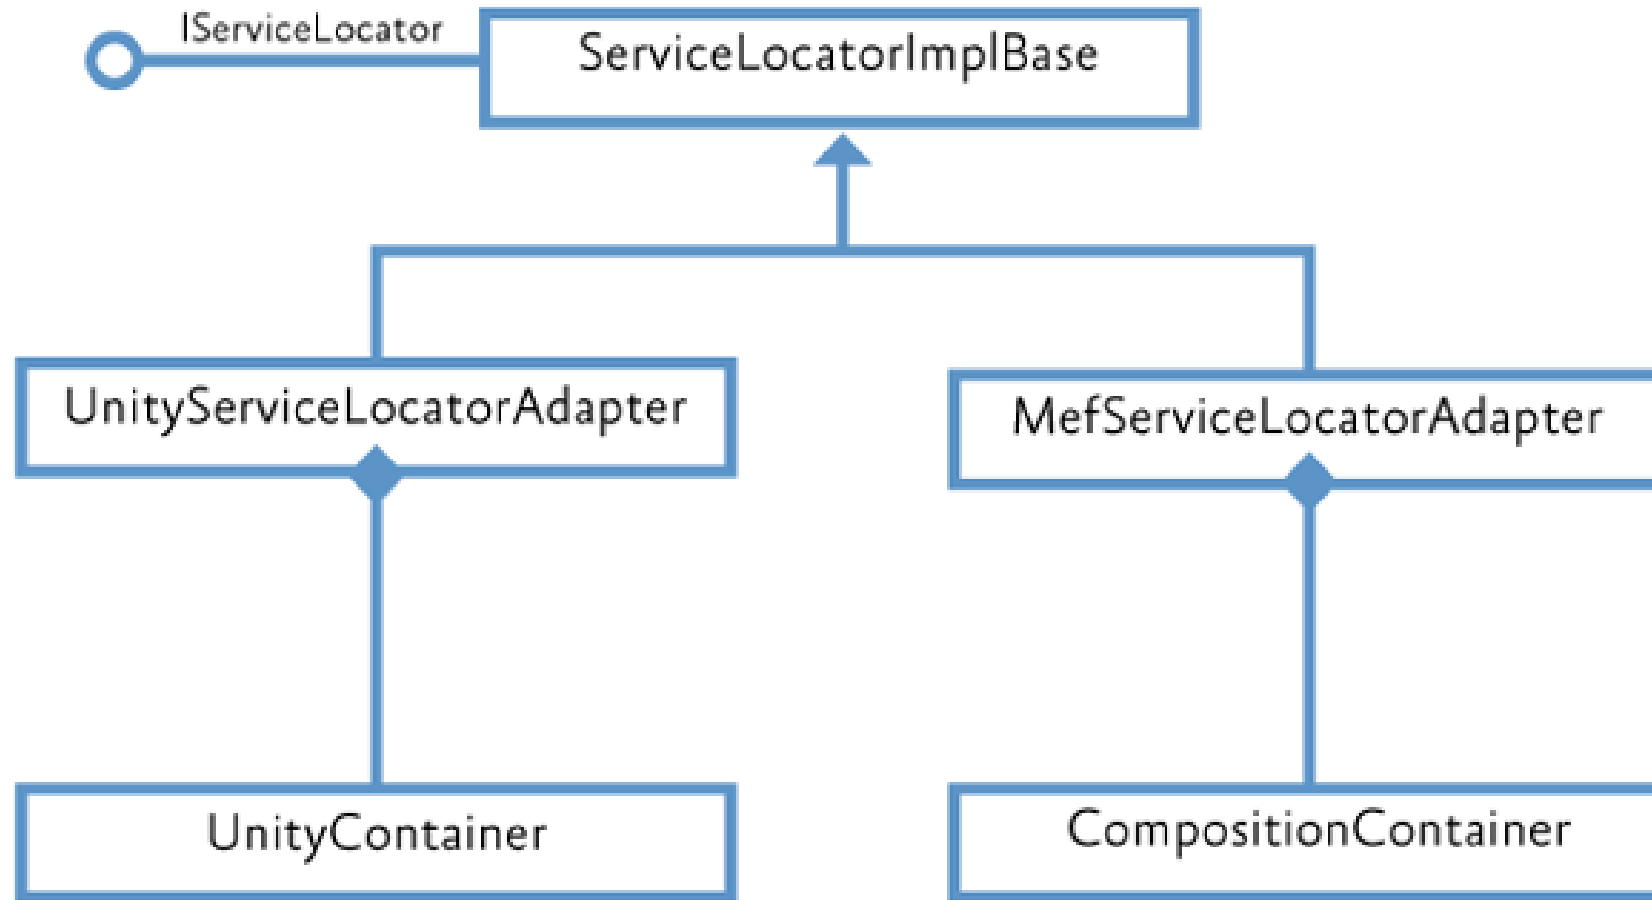 IServiceLocator
ServiceLocatorImplBase
UnityServiceLocatorAdapter
MefServiceLocatorAdapter
UnityContainer
CompositionContainer